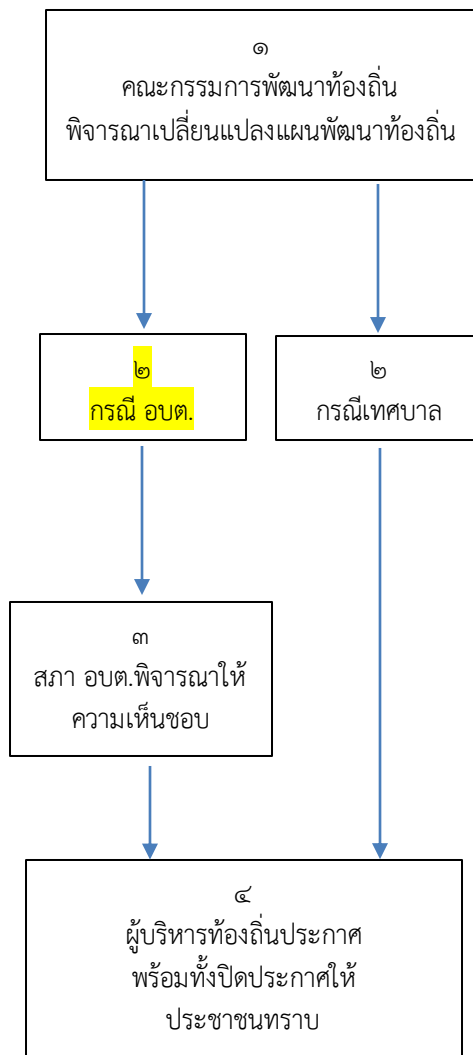 ๑
คณะกรรมการพัฒนาท้องถิ่น
พิจารณาเปลี่ยนแปลงแผนพัฒนาท้องถิ่น
๒
กรณี อบต.
๒
กรณีเทศบาล
๓
สภา อบต.พิจารณาให้
ความเห็นชอบ
๔
ผู้บริหารท้องถิ่นประกาศ
พร้อมทั้งปิดประกาศให้
ประชาชนทราบ